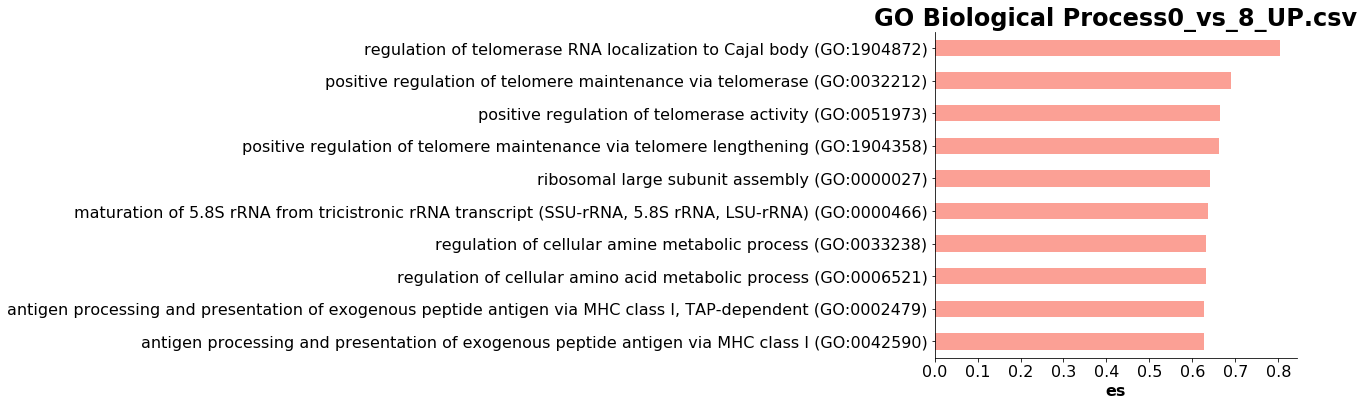 GO Biological Process0_vs_8_UP.csv
regulation of telomerase RNA localization to Cajal body (GO:1904872)
positive regulation of telomere maintenance via telomerase (GO:0032212)
positive regulation of telomerase activity (GO:0051973)
positive regulation of telomere maintenance via telomere lengthening (GO:1904358)
ribosomal large subunit assembly (GO:0000027)
maturation of 5.8S rRNA from tricistronic rRNA transcript (SSU-rRNA, 5.8S rRNA, LSU-rRNA) (GO:0000466)
regulation of cellular amine metabolic process (GO:0033238)
regulation of cellular amino acid metabolic process (GO:0006521)
antigen processing and presentation of exogenous peptide antigen via MHC class I, TAP-dependent (GO:0002479)
antigen processing and presentation of exogenous peptide antigen via MHC class I (GO:0042590)
0.0 0.1 0.2 0.3 0.4 0.5 0.6 0.7 0.8
es